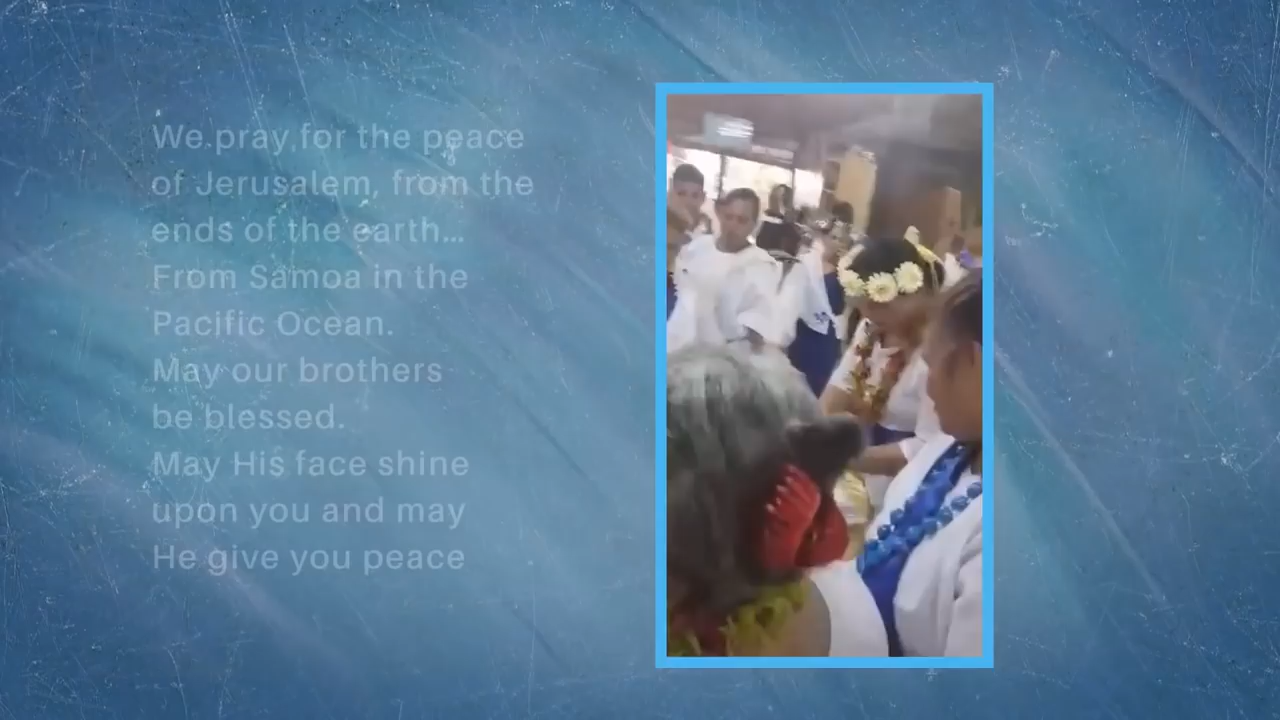 We pray for the peace
of Jerusalem, from the
ends of the earth...
From Samoa in the
Pacific Ocean.
May our brothers
be blessed.
May His face shine
upon you and may
He give you peace